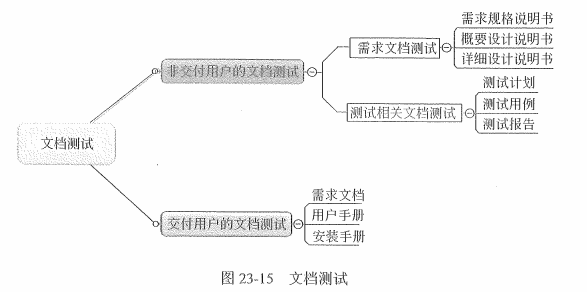 需求规格说明书
需求文档测试
概要设计说明书
详细设计说明书
非交付用户的文档测试
测试计划
测试相关文档测试
测试用例
测试报告
文档测试
需求文档
交付用户的文档测试
用户手册
安装手册
图 23-15 文档测试